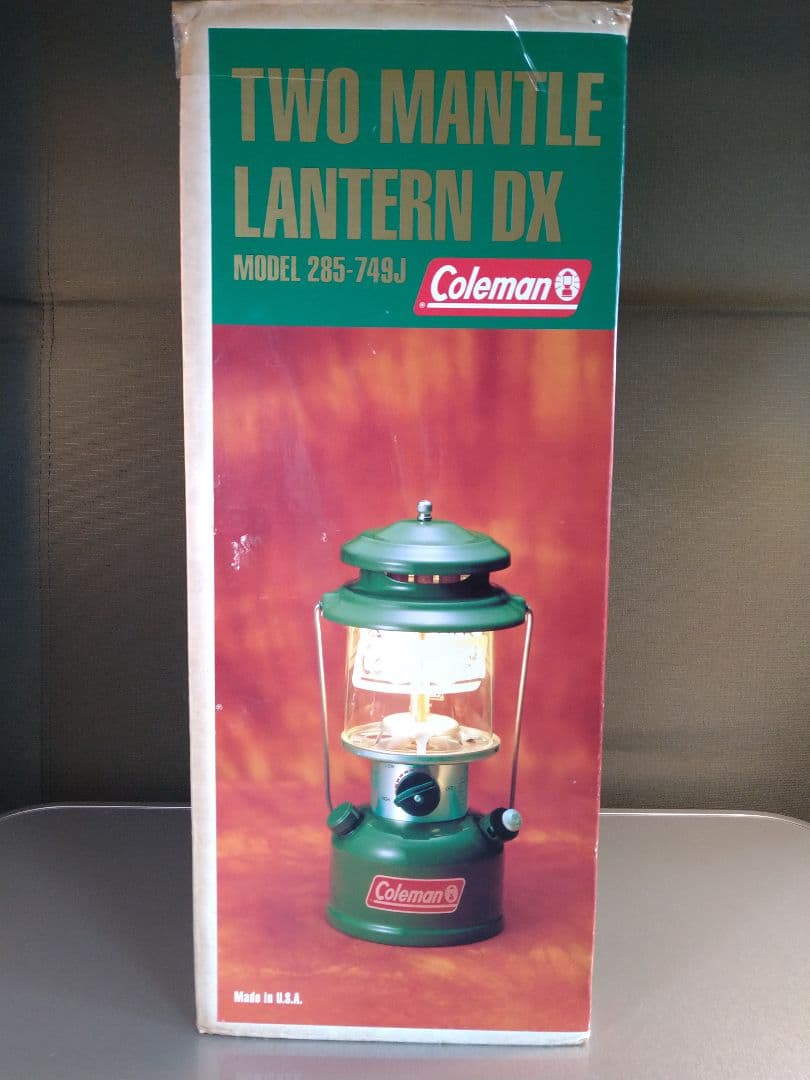 TWO MANTLE
LANTERN DX
MODEL 285-749J
Coleman
Coleman
Made in U.S.A.